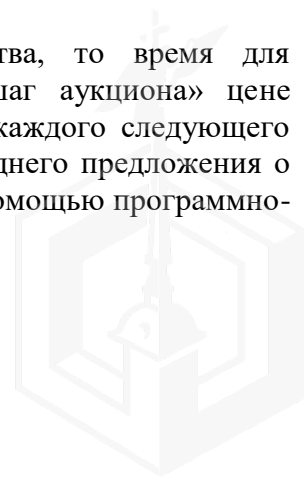 тва, то время для
шаг аукциона» цене
каждого следующего
днего предложения о
омощью программно-